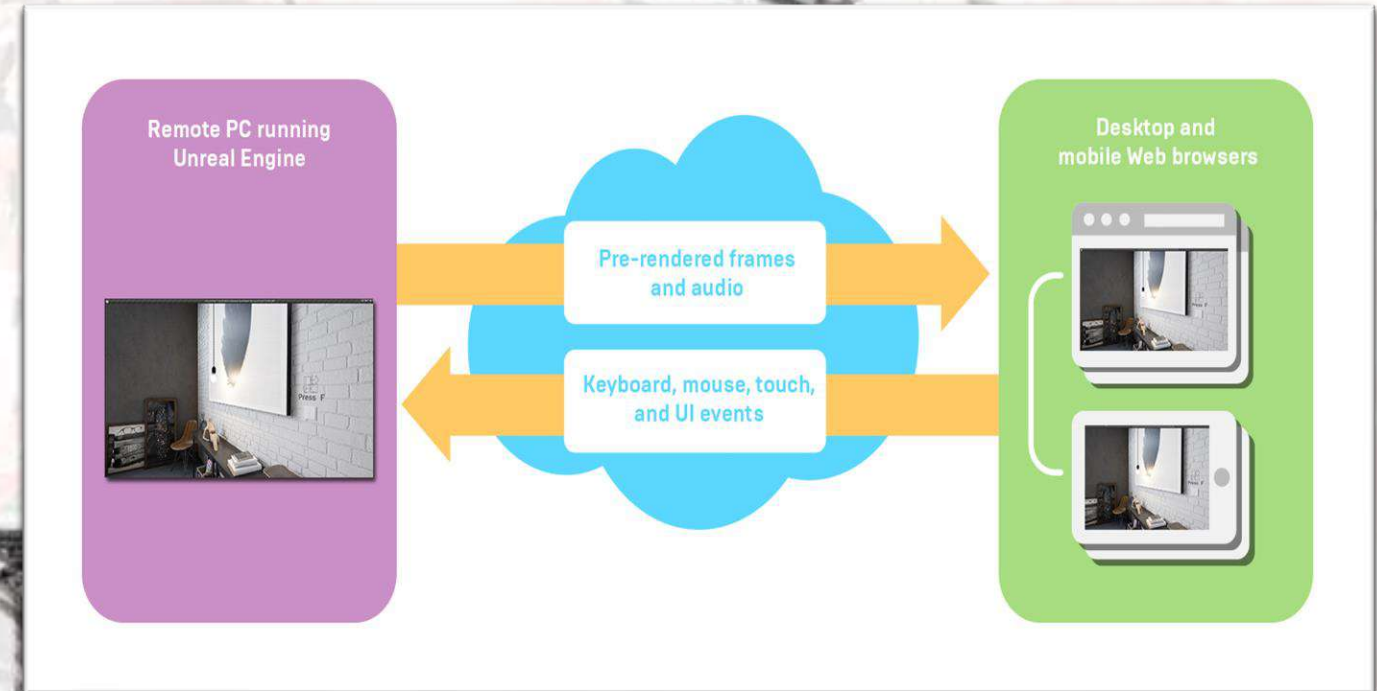 Remote PC running
Unreal Engine
Pre-rendered frames
and audio
Keyboard, mouse, touch,
and UI events
Desktop and
mobile Web browsers
Press F